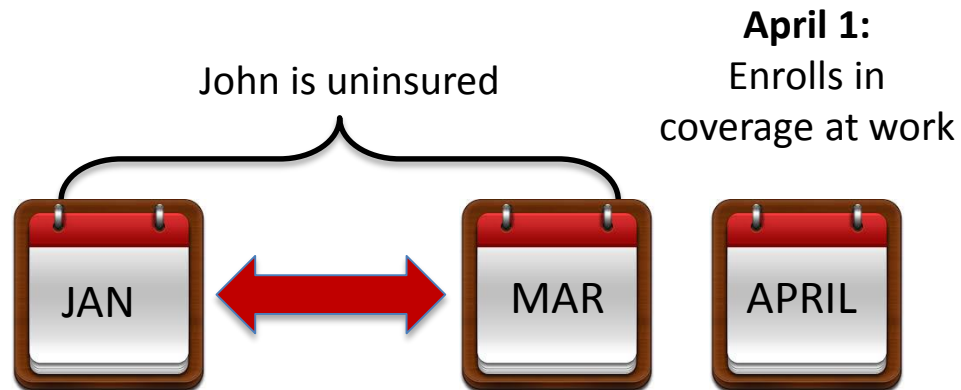 April 1:
John is uninsured
Enrolls in
coverage at work
JAN
MAR
APRIL